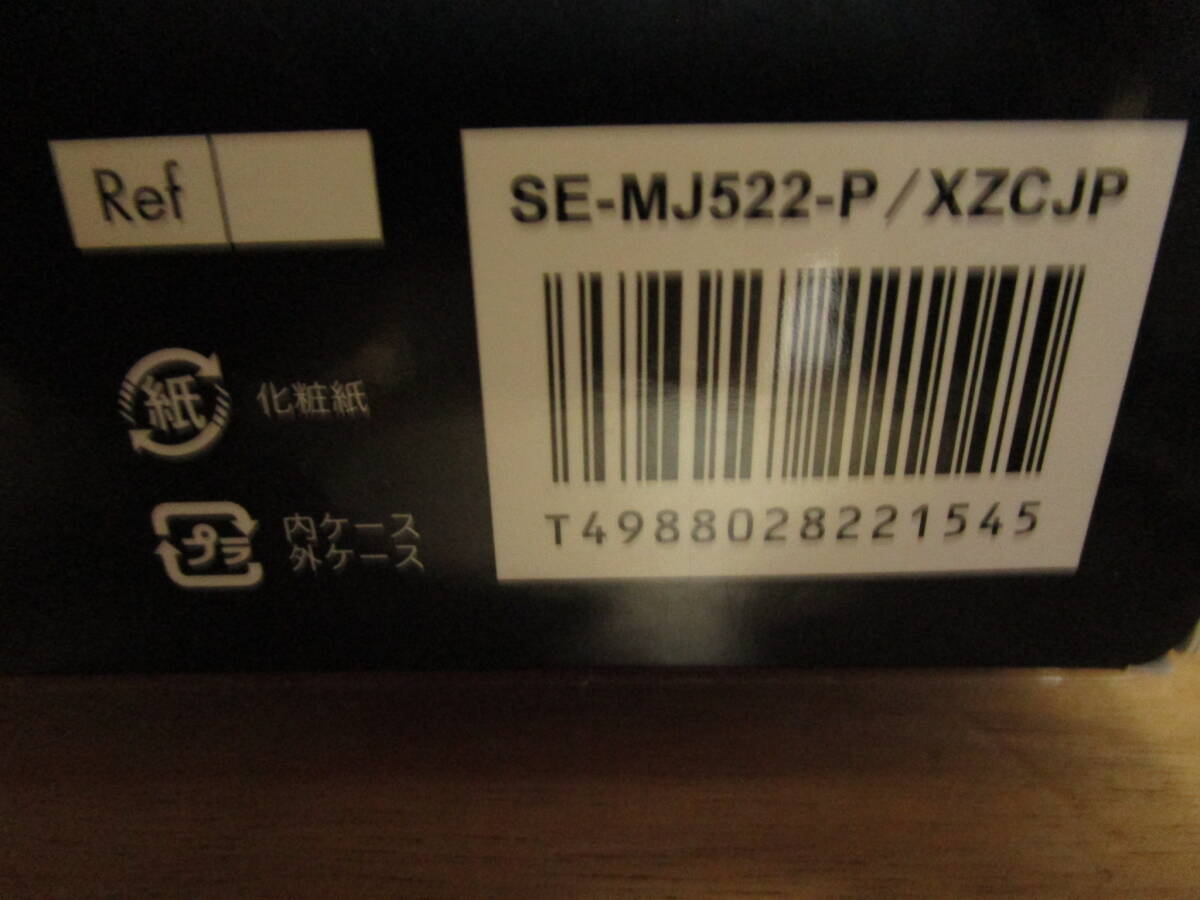 Ref
SE-MJ522-P/XZCJP
T4988028221545
紙 化粧紙
プラ 内ケース
外ケース